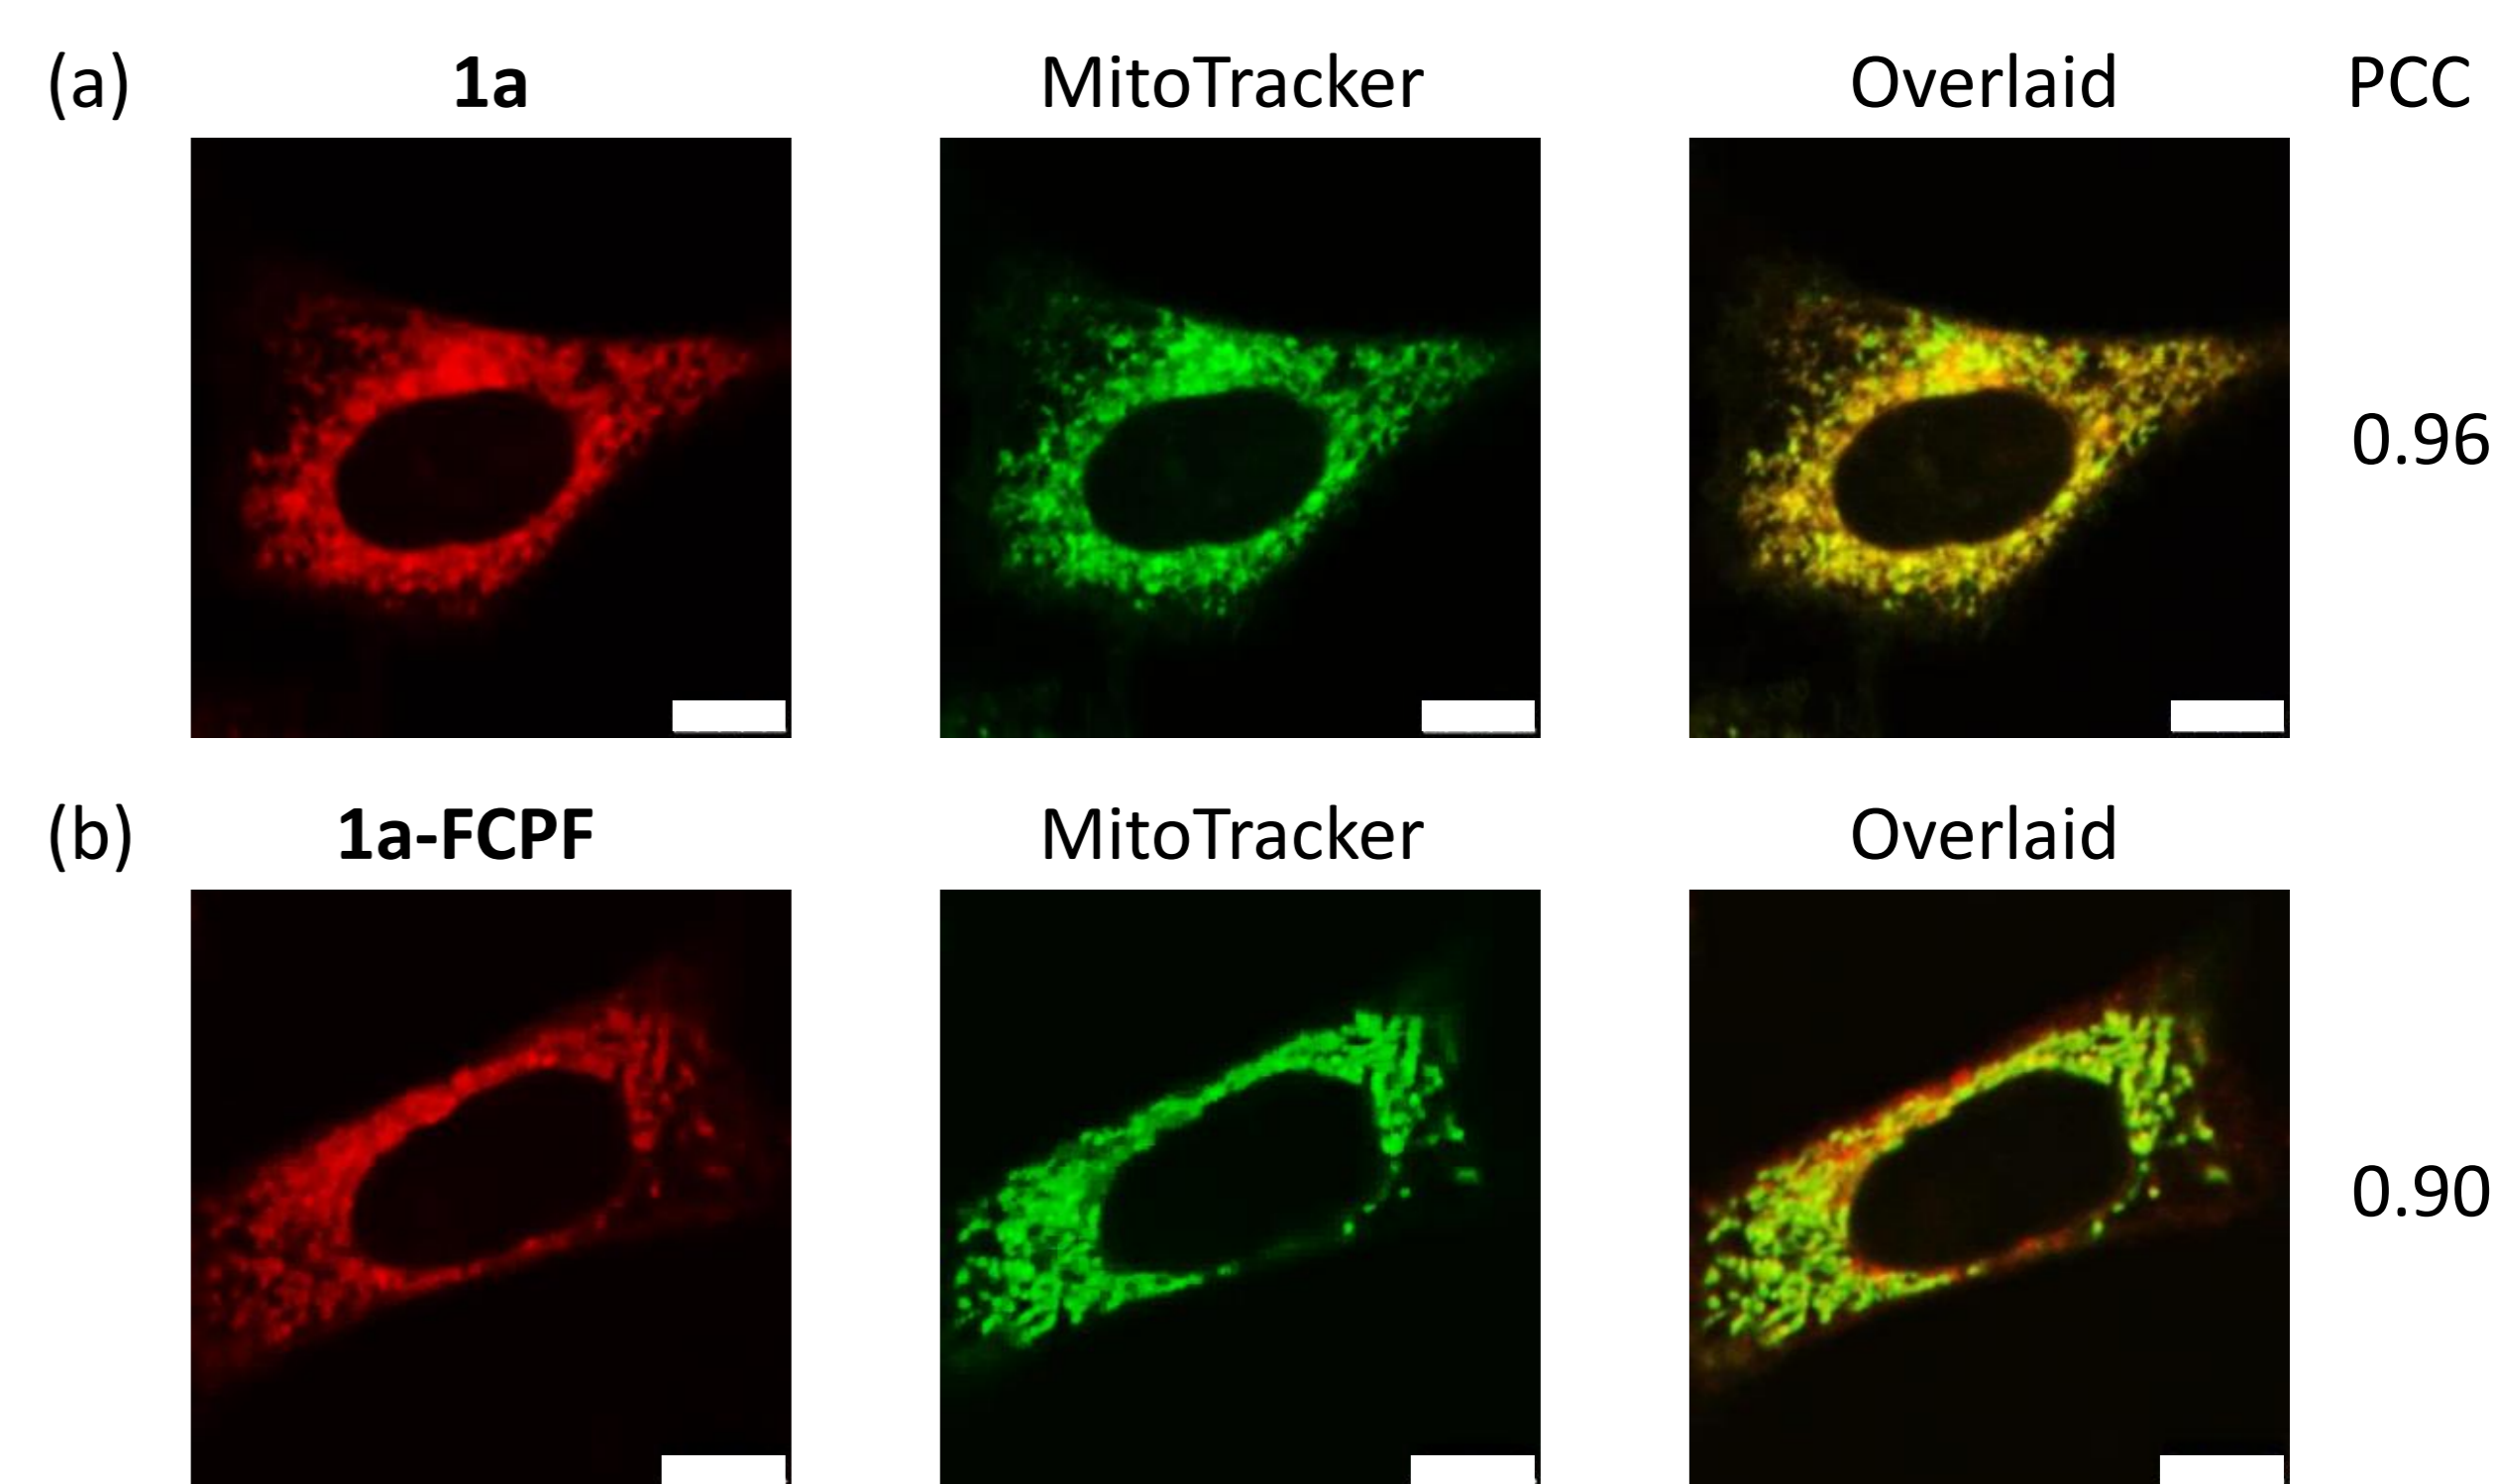 (a) 1a MitoTracker Overlaid PCC
0.96
(b) 1a-FCPF MitoTracker Overlaid
0.90